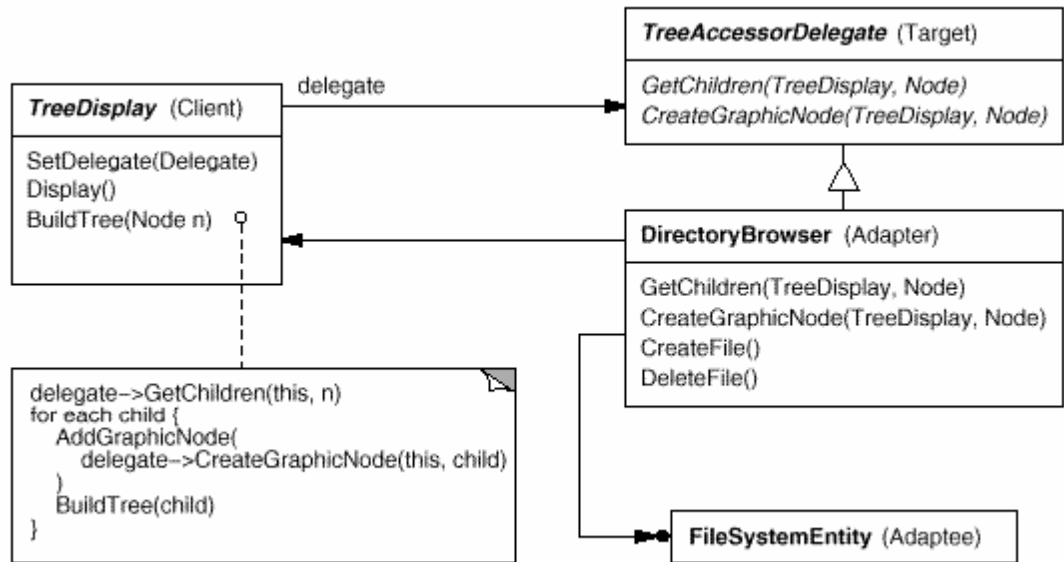 TreeAccessorDelegate (Target)
GetChildren(TreeDisplay, Node)
CreateGraphicNode(TreeDisplay, Node)
delegate
TreeDisplay (Client)
SetDelegate(Delegate)
Display()
BuildTree(Node n)
DirectoryBrowser (Adapter)
GetChildren(TreeDisplay, Node)
CreateGraphicNode(TreeDisplay, Node)
CreateFile()
DeleteFile()
delegate->GetChildren(this, n)
for each child {
AddGraphicNode(
delegate->CreateGraphicNode(this, child)
)
BuildTree(child)
}
FileSystemEntity (Adaptee)